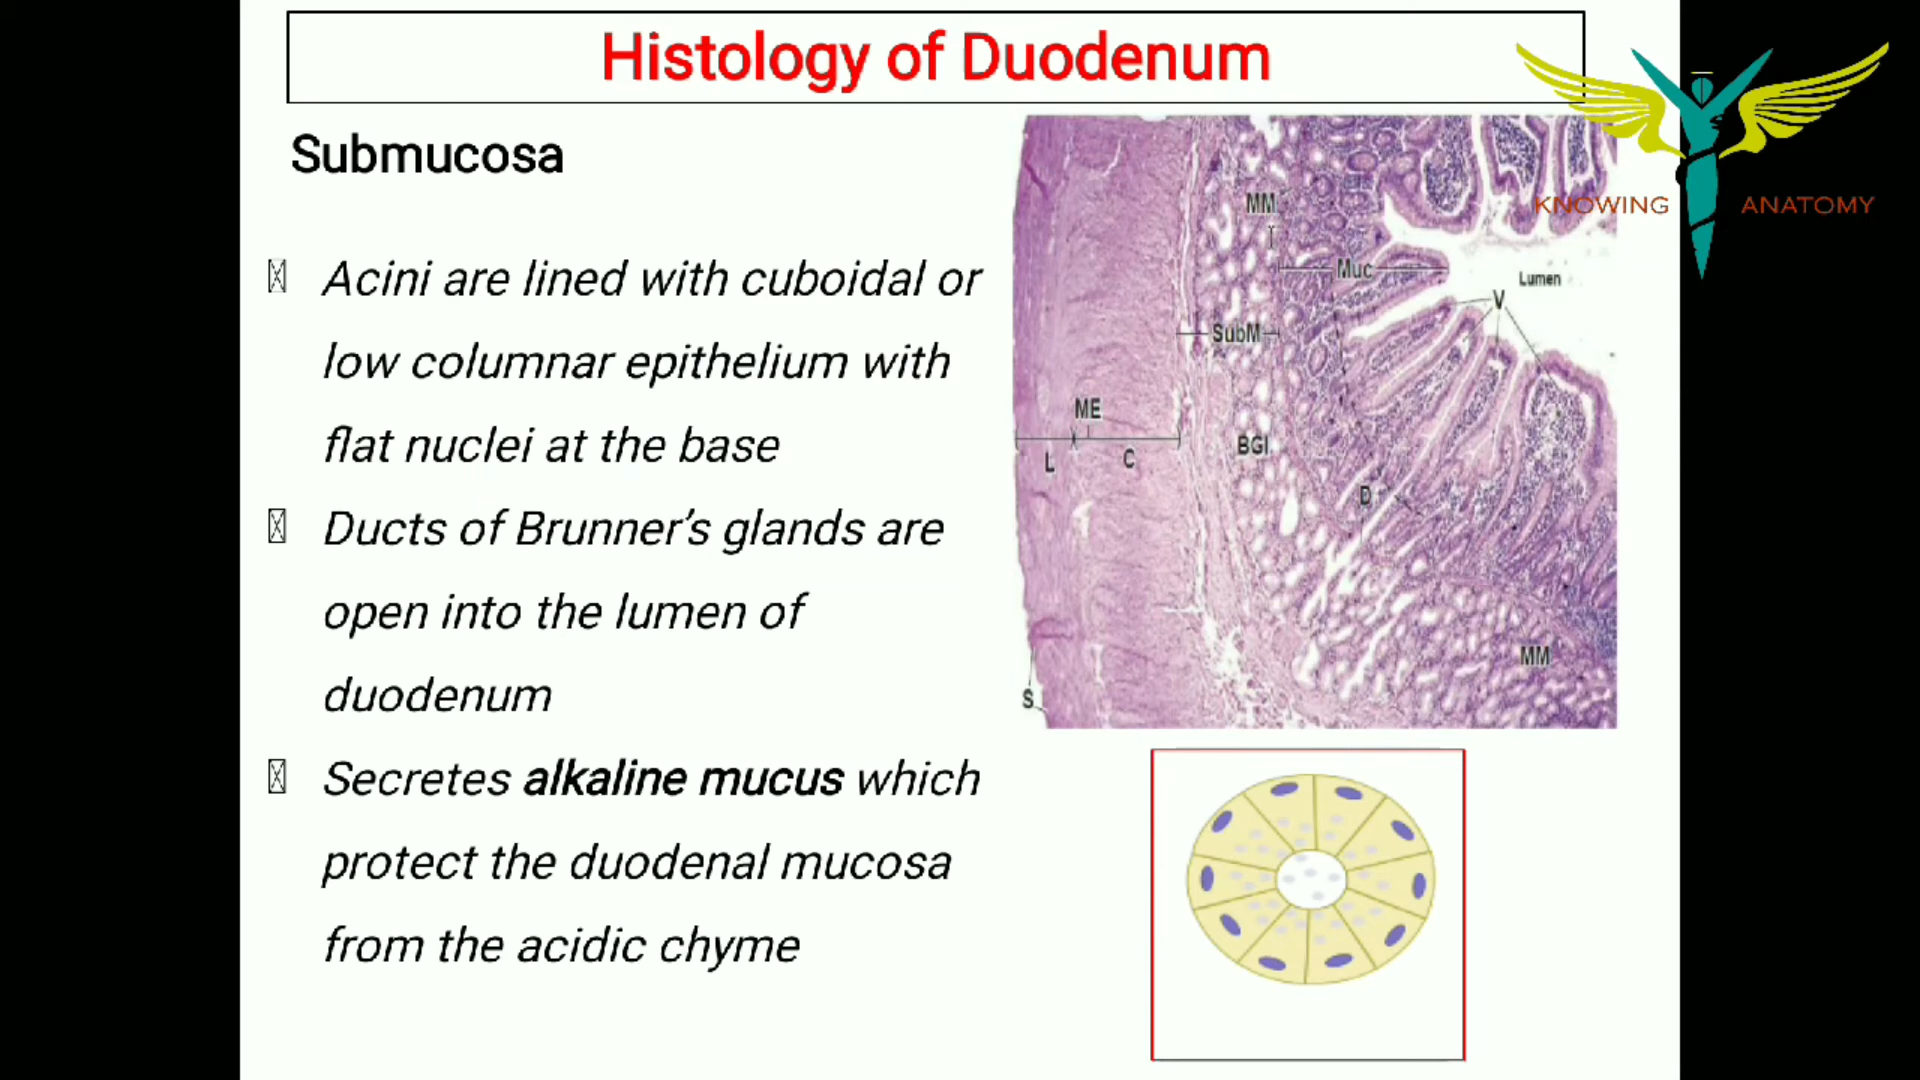 Histology of Duodenum
KNOWING ANATOMY
Submucosa
Acini are lined with cuboidal or
low columnar epithelium with
flat nuclei at the base
Ducts of Brunner's glands are
open into the lumen of
duodenum
Secretes alkaline mucus which
protect the duodenal mucosa
from the acidic chyme
MM
Muc
Lumen
V
SubM
ME
L
C
BGl
D
MM
S